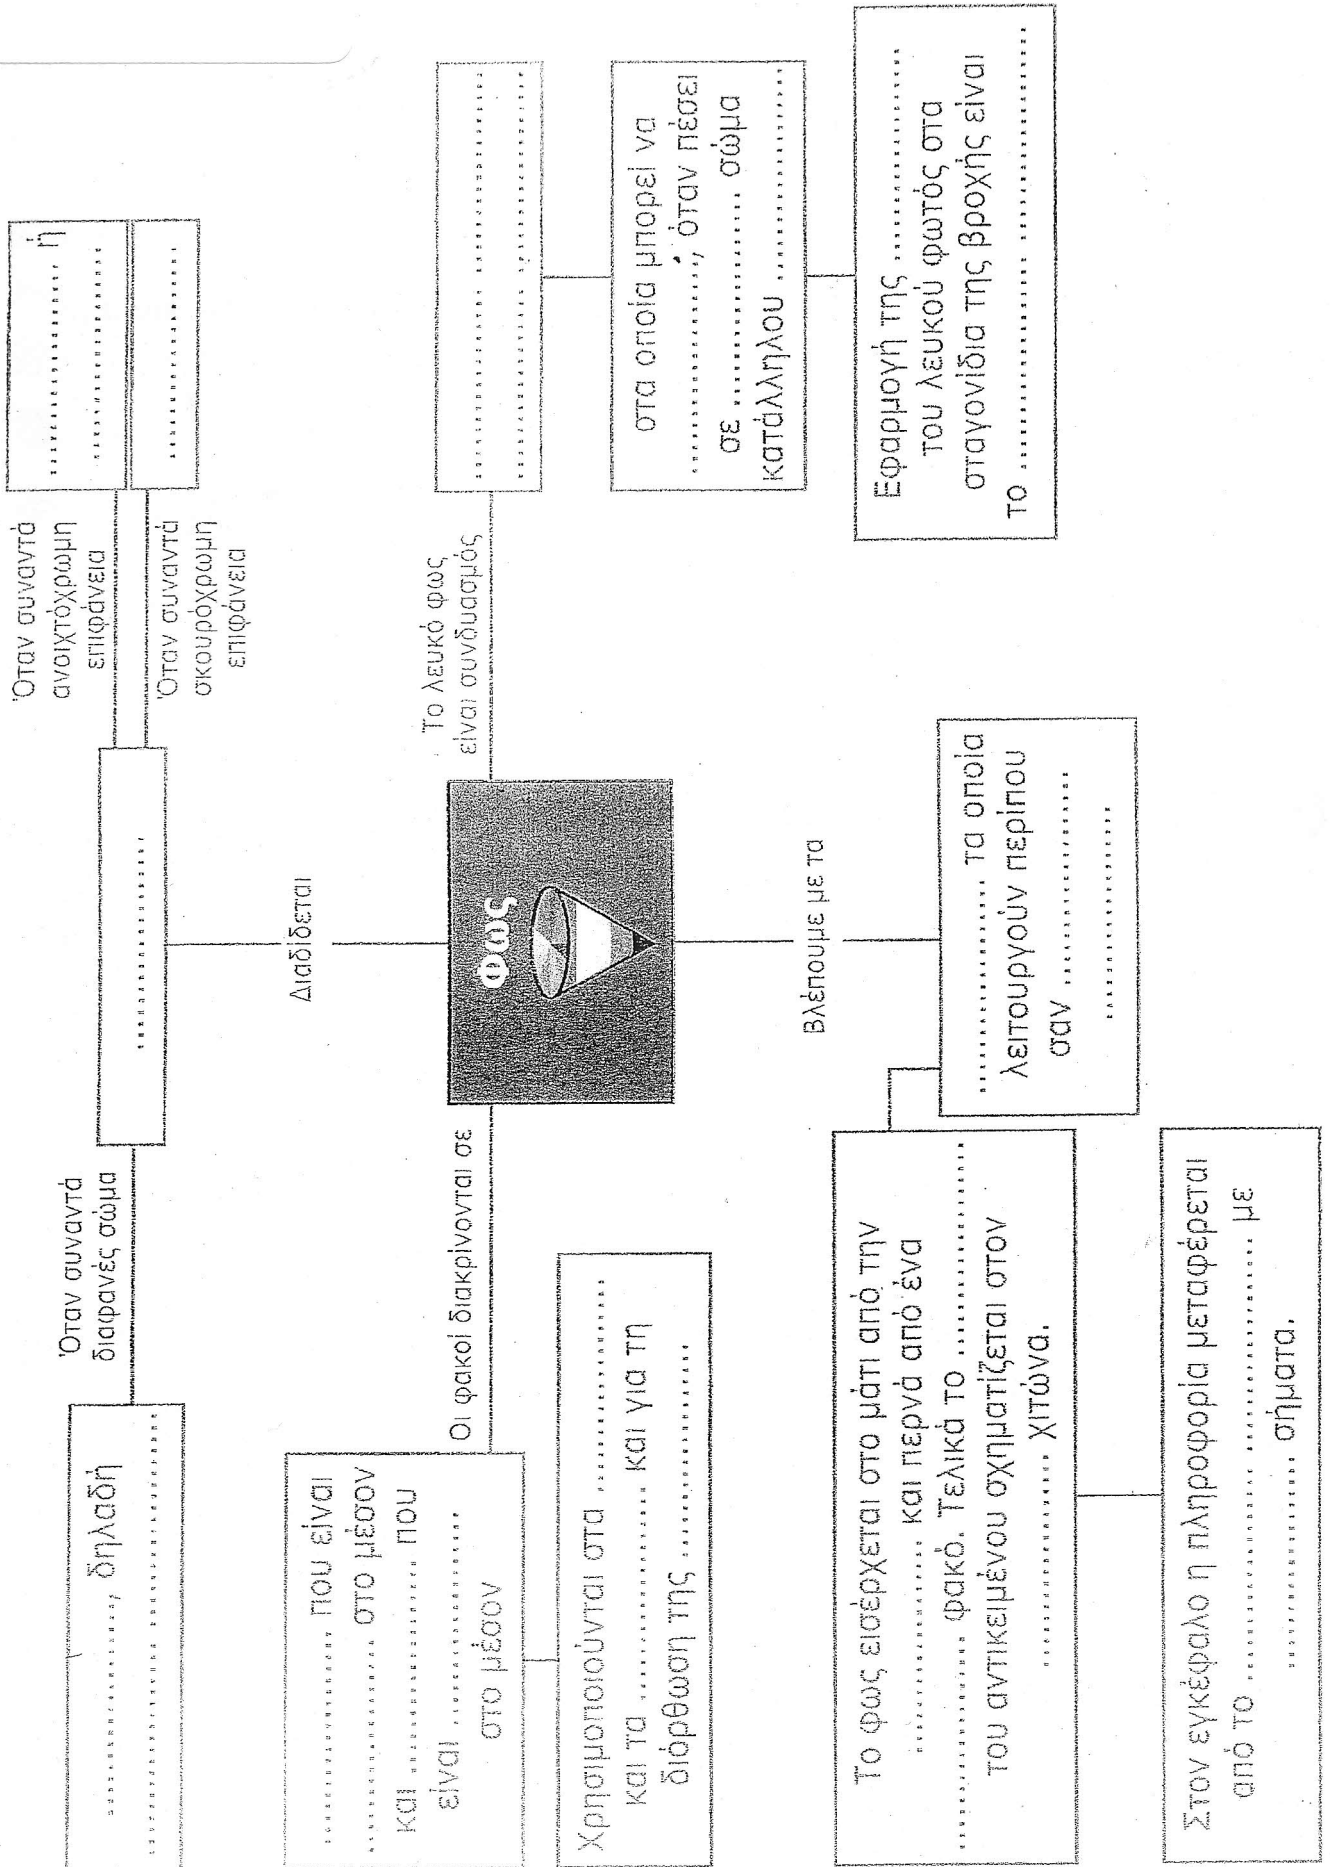 Όταν συναντά
διαφανές σώμα
........................, δηλαδή
..............................................
........................
Όταν συναντά
ανοιχτόχρωμη
επιφάνεια
........................ ή
........................
Όταν συναντά
σκουρόχρωμη
επιφάνεια
........................
Διαδίδεται
φως
Οι φακοί διακρίνονται σε
........................ που είναι
........................ στο μέσον
και ........................ που
είναι ........................
στο μέσον
Χρησιμοποιούνται στα ........................
και τα ........................ και για τη
διόρθωση της ........................
Το λευκό φως
είναι συνδυασμός
..............................................
..............................................
στα οποία μπορεί να
........................, όταν πέσει
σε ........................ σώμα
κατάλληλου ........................
Εφαρμογή της ........................
του λευκού φωτός στα
σταγονίδια της βροχής είναι
το ..............................................
Βλέπουμε με τα
........................ τα οποία
λειτουργούν περίπου
σαν ........................
........................
Το φως εισέρχεται στο μάτι από την
........................ και περνά από ένα
........................ φακό. Τελικά το ........................
του αντικειμένου σχηματίζεται στον
........................ χιτώνα.
Στον εγκέφαλο η πληροφορία μεταφέρεται
από το .............................................. με
........................ σήματα.